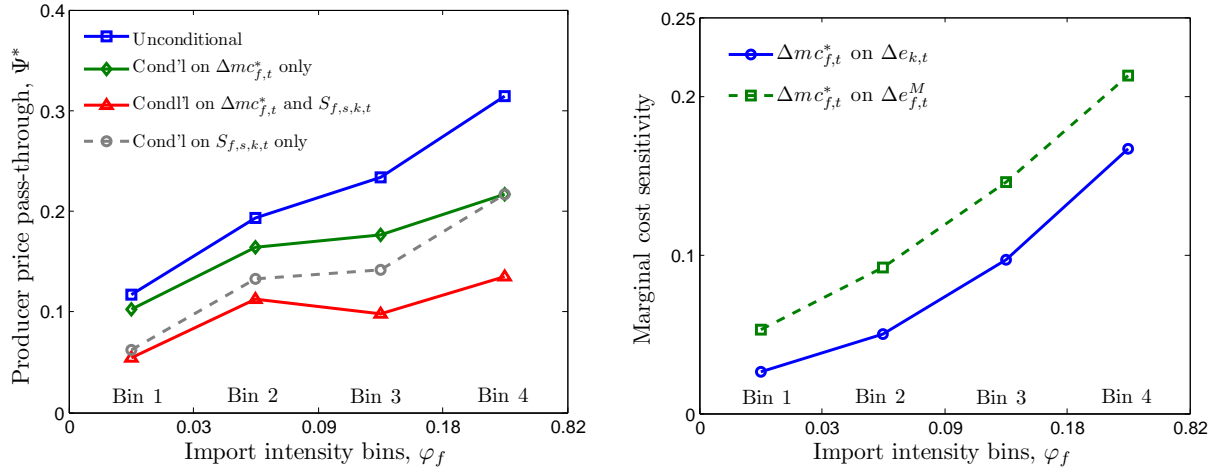 Producer price pass-through, Ψ*
0.4
0.3
0.2
0.1
0
Unconditional
Cond'l on Δmc*f,t only
Condl'l on Δmc*f,t and Sf,s,k,t
Cond'l on Sf,s,k,t only
Bin 1 Bin 2 Bin 3 Bin 4
0 0.03 0.09 0.18 0.82
Import intensity bins, φf
Marginal cost sensitivity
0.25
0.2
0.1
0
Δmc*f,t on Δek,t
Δmc*f,t on ΔeMf,t
Bin 1 Bin 2 Bin 3 Bin 4
0 0.03 0.09 0.18 0.82
Import intensity bins, φf